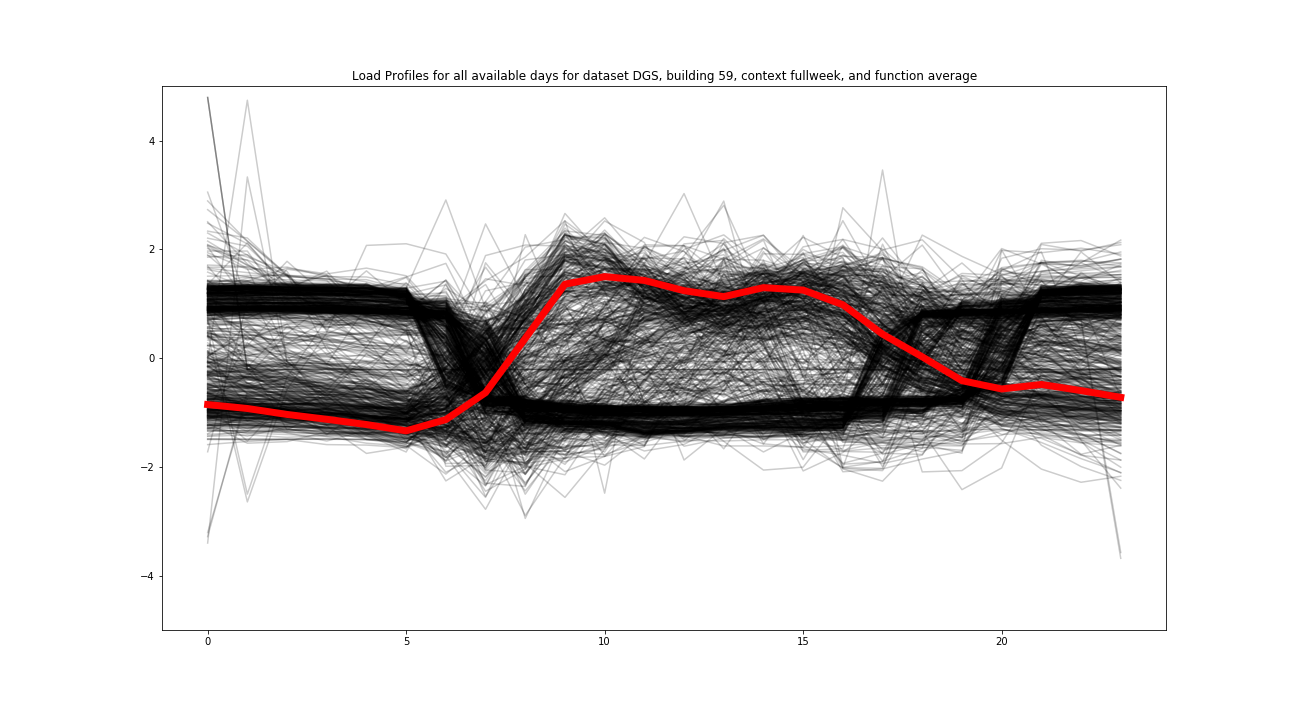 Load Profiles for all available days for dataset DGS, building 59, context fullweek, and function average
4
2
0
−2
−4
0 5 10 15 20